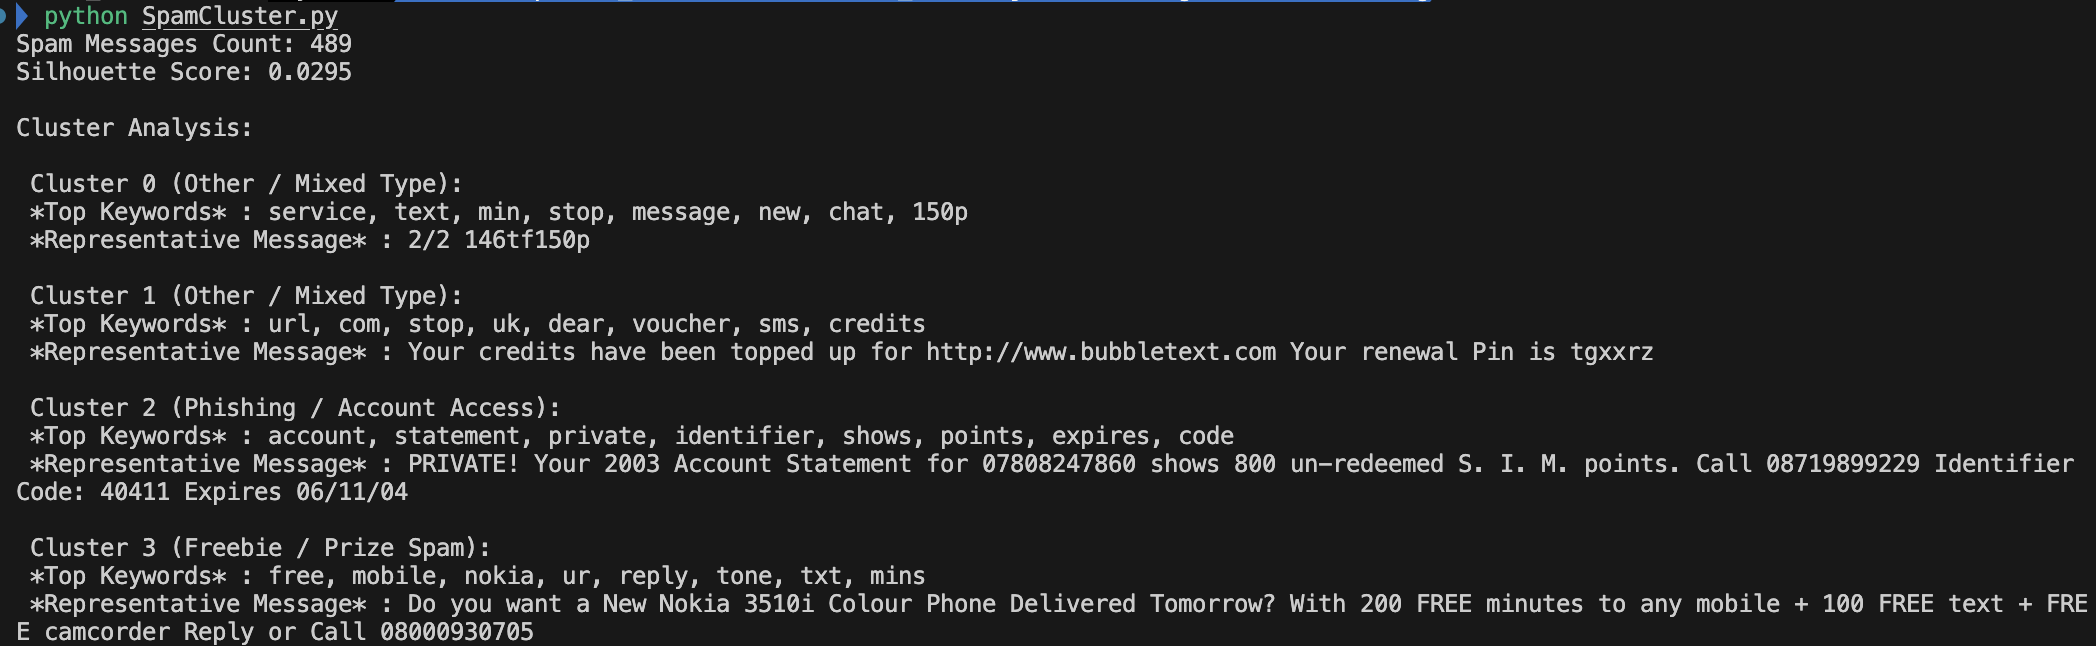 python SpamCluster.py
Spam Messages Count: 489
Silhouette Score: 0.0295
Cluster Analysis:
Cluster 0 (Other / Mixed Type):
*Top Keywords* : service, text, min, stop, message, new, chat, 150p
*Representative Message* : 2/2 146tf150p
Cluster 1 (Other / Mixed Type):
*Top Keywords* : url, com, stop, uk, dear, voucher, sms, credits
*Representative Message* : Your credits have been topped up for http://www.bubbletext.com Your renewal Pin is tgxxrz
Cluster 2 (Phishing / Account Access):
*Top Keywords* : account, statement, private, identifier, shows, points, expires, code
*Representative Message* : PRIVATE! Your 2003 Account Statement for 07808247860 shows 800 un-redeemed S. I. M. points. Call 08719899229 Identifier
Code: 40411 Expires 06/11/04
Cluster 3 (Freebie / Prize Spam):
*Top Keywords* : free, mobile, nokia, ur, reply, tone, txt, mins
*Representative Message* : Do you want a New Nokia 3510i Colour Phone Delivered Tomorrow? With 200 FREE minutes to any mobile + 100 FREE text + FRE
E camcorder Reply or Call 08000930705